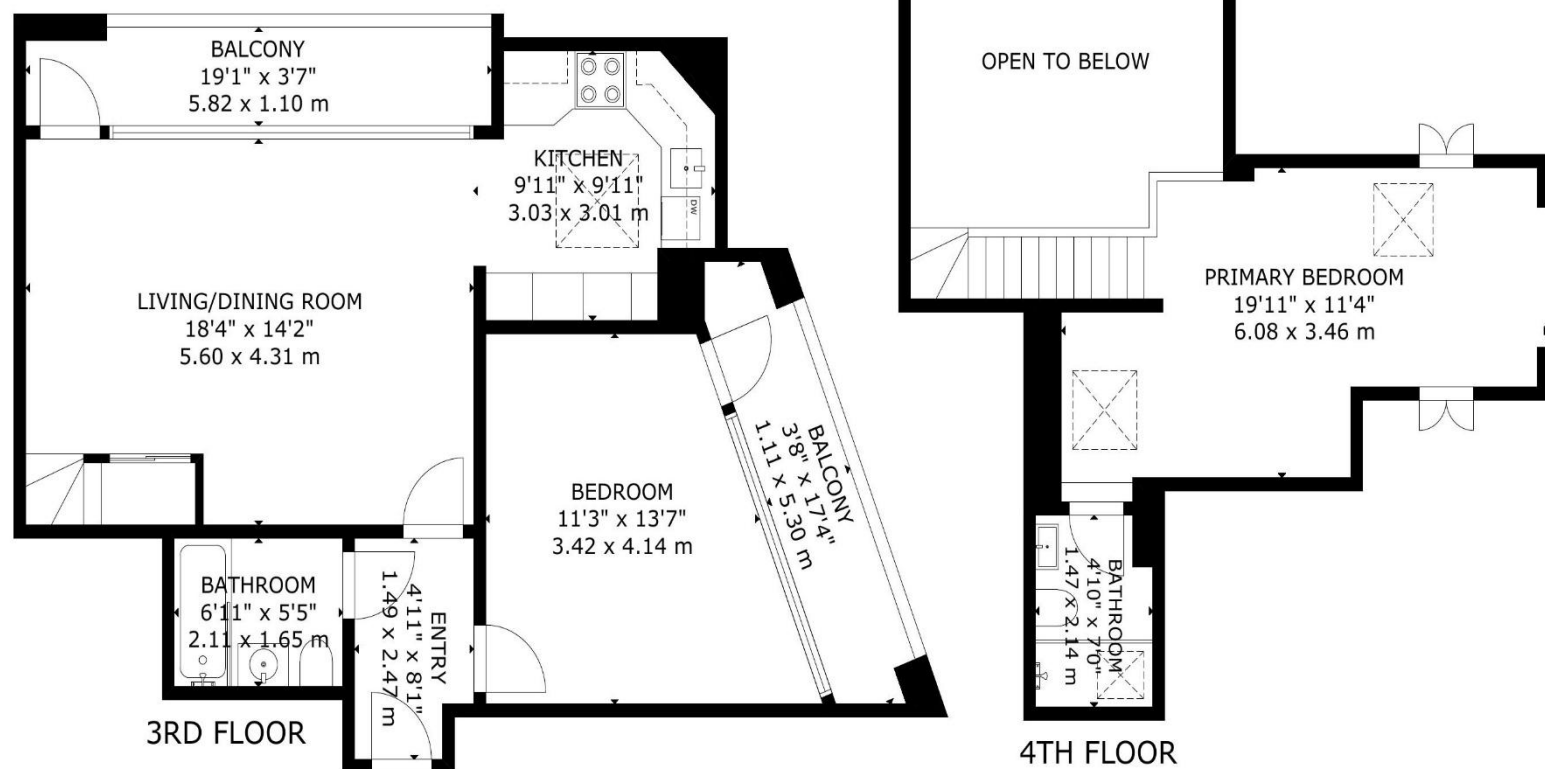 BALCONY
19'1" x 3'7"
5.82 x 1.10 m
KITCHEN
9'11" x 9'11"
3.03 x 3.01 m
DW
LIVING/DINING ROOM
18'4" x 14'2"
5.60 x 4.31 m
BALCONY
3'8" x 17'4"
1.11 x 5.30 m
BEDROOM
11'3" x 13'7"
3.42 x 4.14 m
BATHROOM
6'11" x 5'5"
2.11 x 1.65 m
ENTRY
4'11" x 8'1"
1.49 x 2.47 m
3RD FLOOR
OPEN TO BELOW
PRIMARY BEDROOM
19'11" x 11'4"
6.08 x 3.46 m
BATHROOM
4'10" x 7'0"
1.47 x 2.14 m
4TH FLOOR